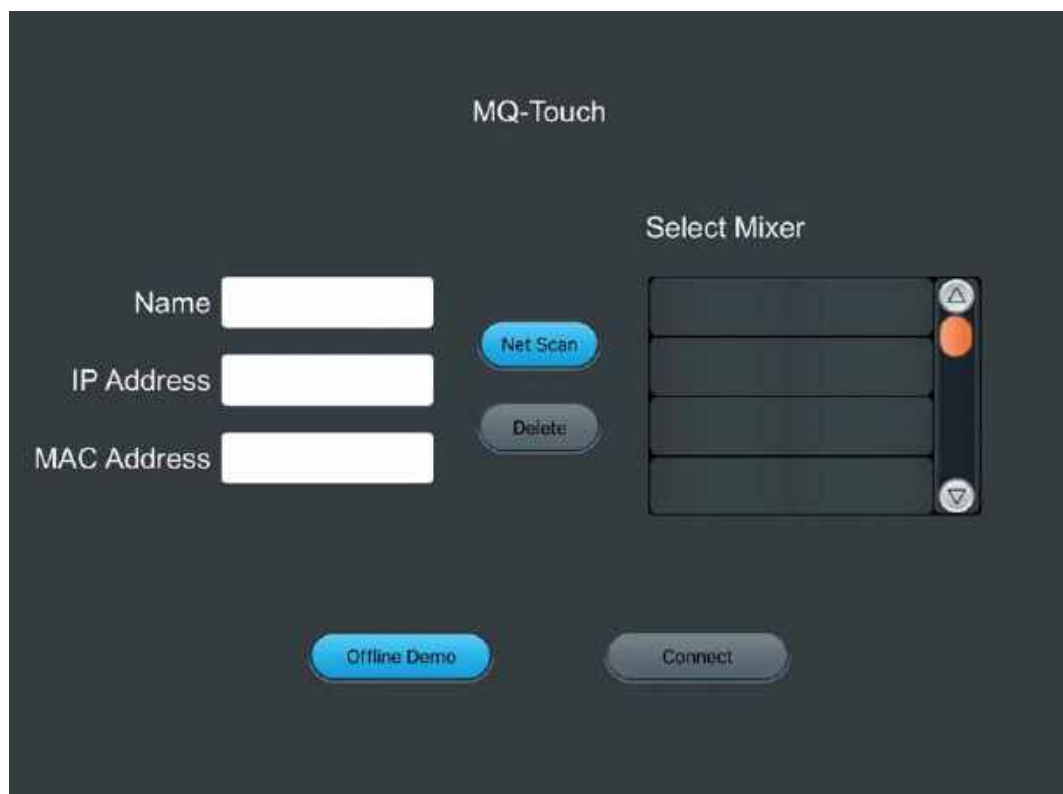 MQ-Touch
Select Mixer
Name
IP Address
MAC Address
Net Scan
Delete
Offline Demo
Connect